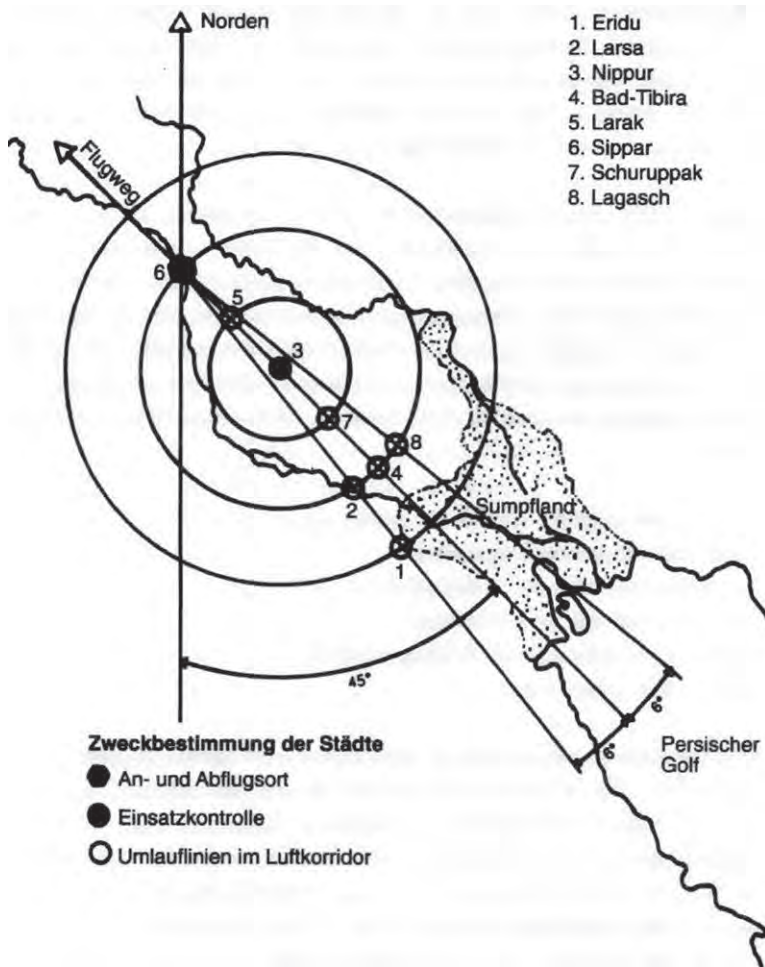 Norden
1. Eridu
2. Larsa
3. Nippur
4. Bad-Tibira
5. Larak
6. Sippar
7. Schuruppak
8. Lagasch
Flugweg
6
5
3
7
8
4
2
1
Sumpfland
45°
6°
6°
Persischer
Golf
Zweckbestimmung der Städte
An- und Abflugsort
Einsatzkontrolle
Umlauflinien im Luftkorridor